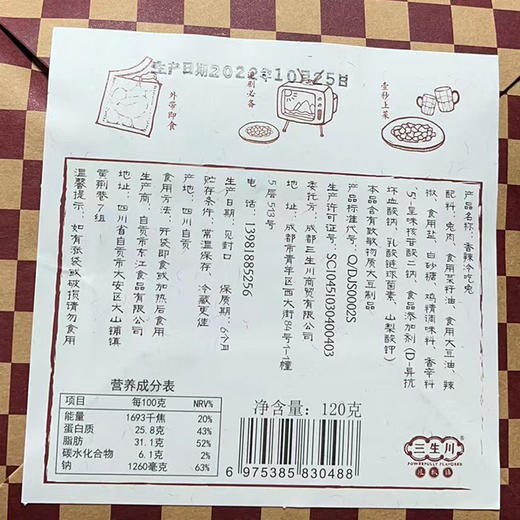 生产日期2022年10月25日
外带即食
必备
壹秒上菜
产品名称：香辣冷吃兔
配料：兔肉、食用菜籽油、食用大豆油、辣
椒、食用盐、白砂糖、鸡精调味料、香辛料
、5'-呈味核苷酸二钠、食品添加剂(D-异抗
坏血酸钠、乳酸链球菌素、山梨酸钾)
本品含有致敏物质大豆制品
产品标准代号：Q/DJS0002S
生产许可证号：SC10451030400403
委托方：成都三生川商贸有限公司
地址：成都市青羊区西大街84号1-1幢
5层513号
电话：13981885256
生产日期：见封口 保质期：6个月
贮存条件：常温保存，冷藏更佳
产地：四川自贡
食用方法：开袋即食或加热后食用
生产商：自贡市东工食品有限公司
地址：四川省自贡市大安区大山铺镇
黄荆巷7组
温馨提示：如有涨袋或破损请勿食用
营养成分表
项目 每100克 NRV%
能量 1693千焦 20%
蛋白质 25.8克 43%
脂肪 31.1克 52%
碳水化合物 6.1克 2%
钠 1260毫克 63%
净含量：120克
6 975385 830488
三生川
POWERFULLY FLAVORED